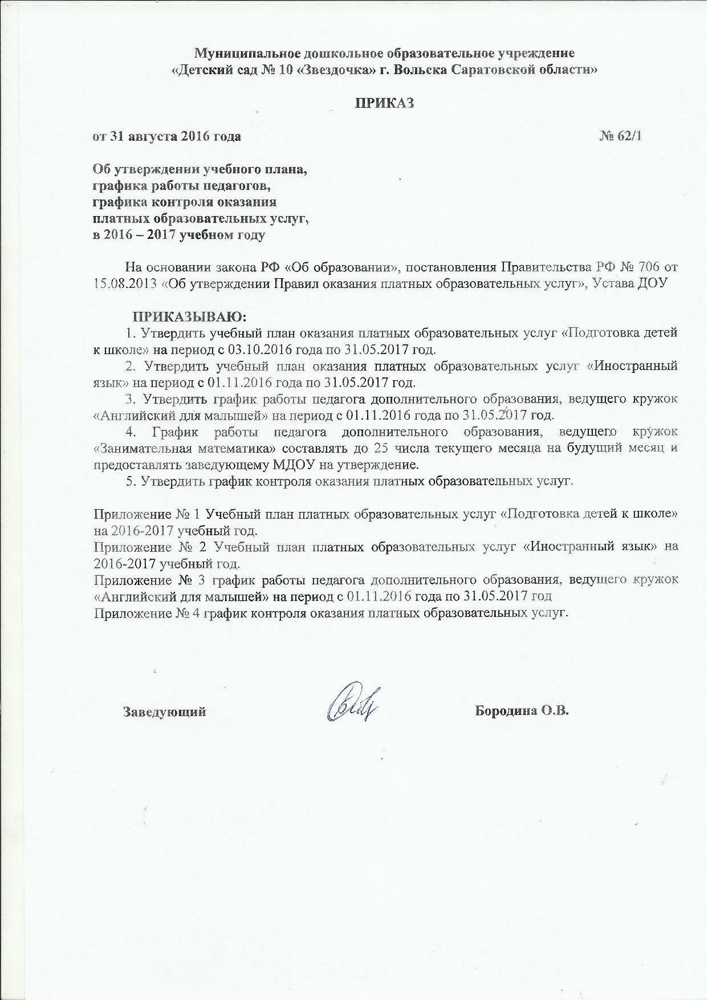 Муниципальное дошкольное образовательное учреждение
«Детский сад № 10 «Звездочка» г. Вольска Саратовской области»
ПРИКАЗ
от 31 августа 2016 года № 62/1
Об утверждении учебного плана,
графика работы педагогов,
графика контроля оказания
платных образовательных услуг,
в 2016 – 2017 учебном году
На основании закона РФ «Об образовании», постановления Правительства РФ № 706 от
15.08.2013 «Об утверждении Правил оказания платных образовательных услуг», Устава ДОУ
ПРИКАЗЫВАЮ:
1. Утвердить учебный план оказания платных образовательных услуг «Подготовка детей
к школе» на период с 03.10.2016 года по 31.05.2017 год.
2. Утвердить учебный план оказания платных образовательных услуг «Иностранный
язык» на период с 01.11.2016 года по 31.05.2017 год.
3. Утвердить график работы педагога дополнительного образования, ведущего кружок
«Английский для малышей» на период с 01.11.2016 года по 31.05.2017 год.
4. График работы педагога дополнительного образования, ведущего кружок
«Занимательная математика» составлять до 25 числа текущего месяца на будущий месяц и
предоставлять заведующему МДОУ на утверждение.
5. Утвердить график контроля оказания платных образовательных услуг.
Приложение № 1 Учебный план платных образовательных услуг «Подготовка детей к школе»
на 2016-2017 учебный год.
Приложение № 2 Учебный план платных образовательных услуг «Иностранный язык» на
2016-2017 учебный год.
Приложение № 3 график работы педагога дополнительного образования, ведущего кружок
«Английский для малышей» на период с 01.11.2016 года по 31.05.2017 год
Приложение № 4 график контроля оказания платных образовательных услуг.
Заведующий Бородина О.В.